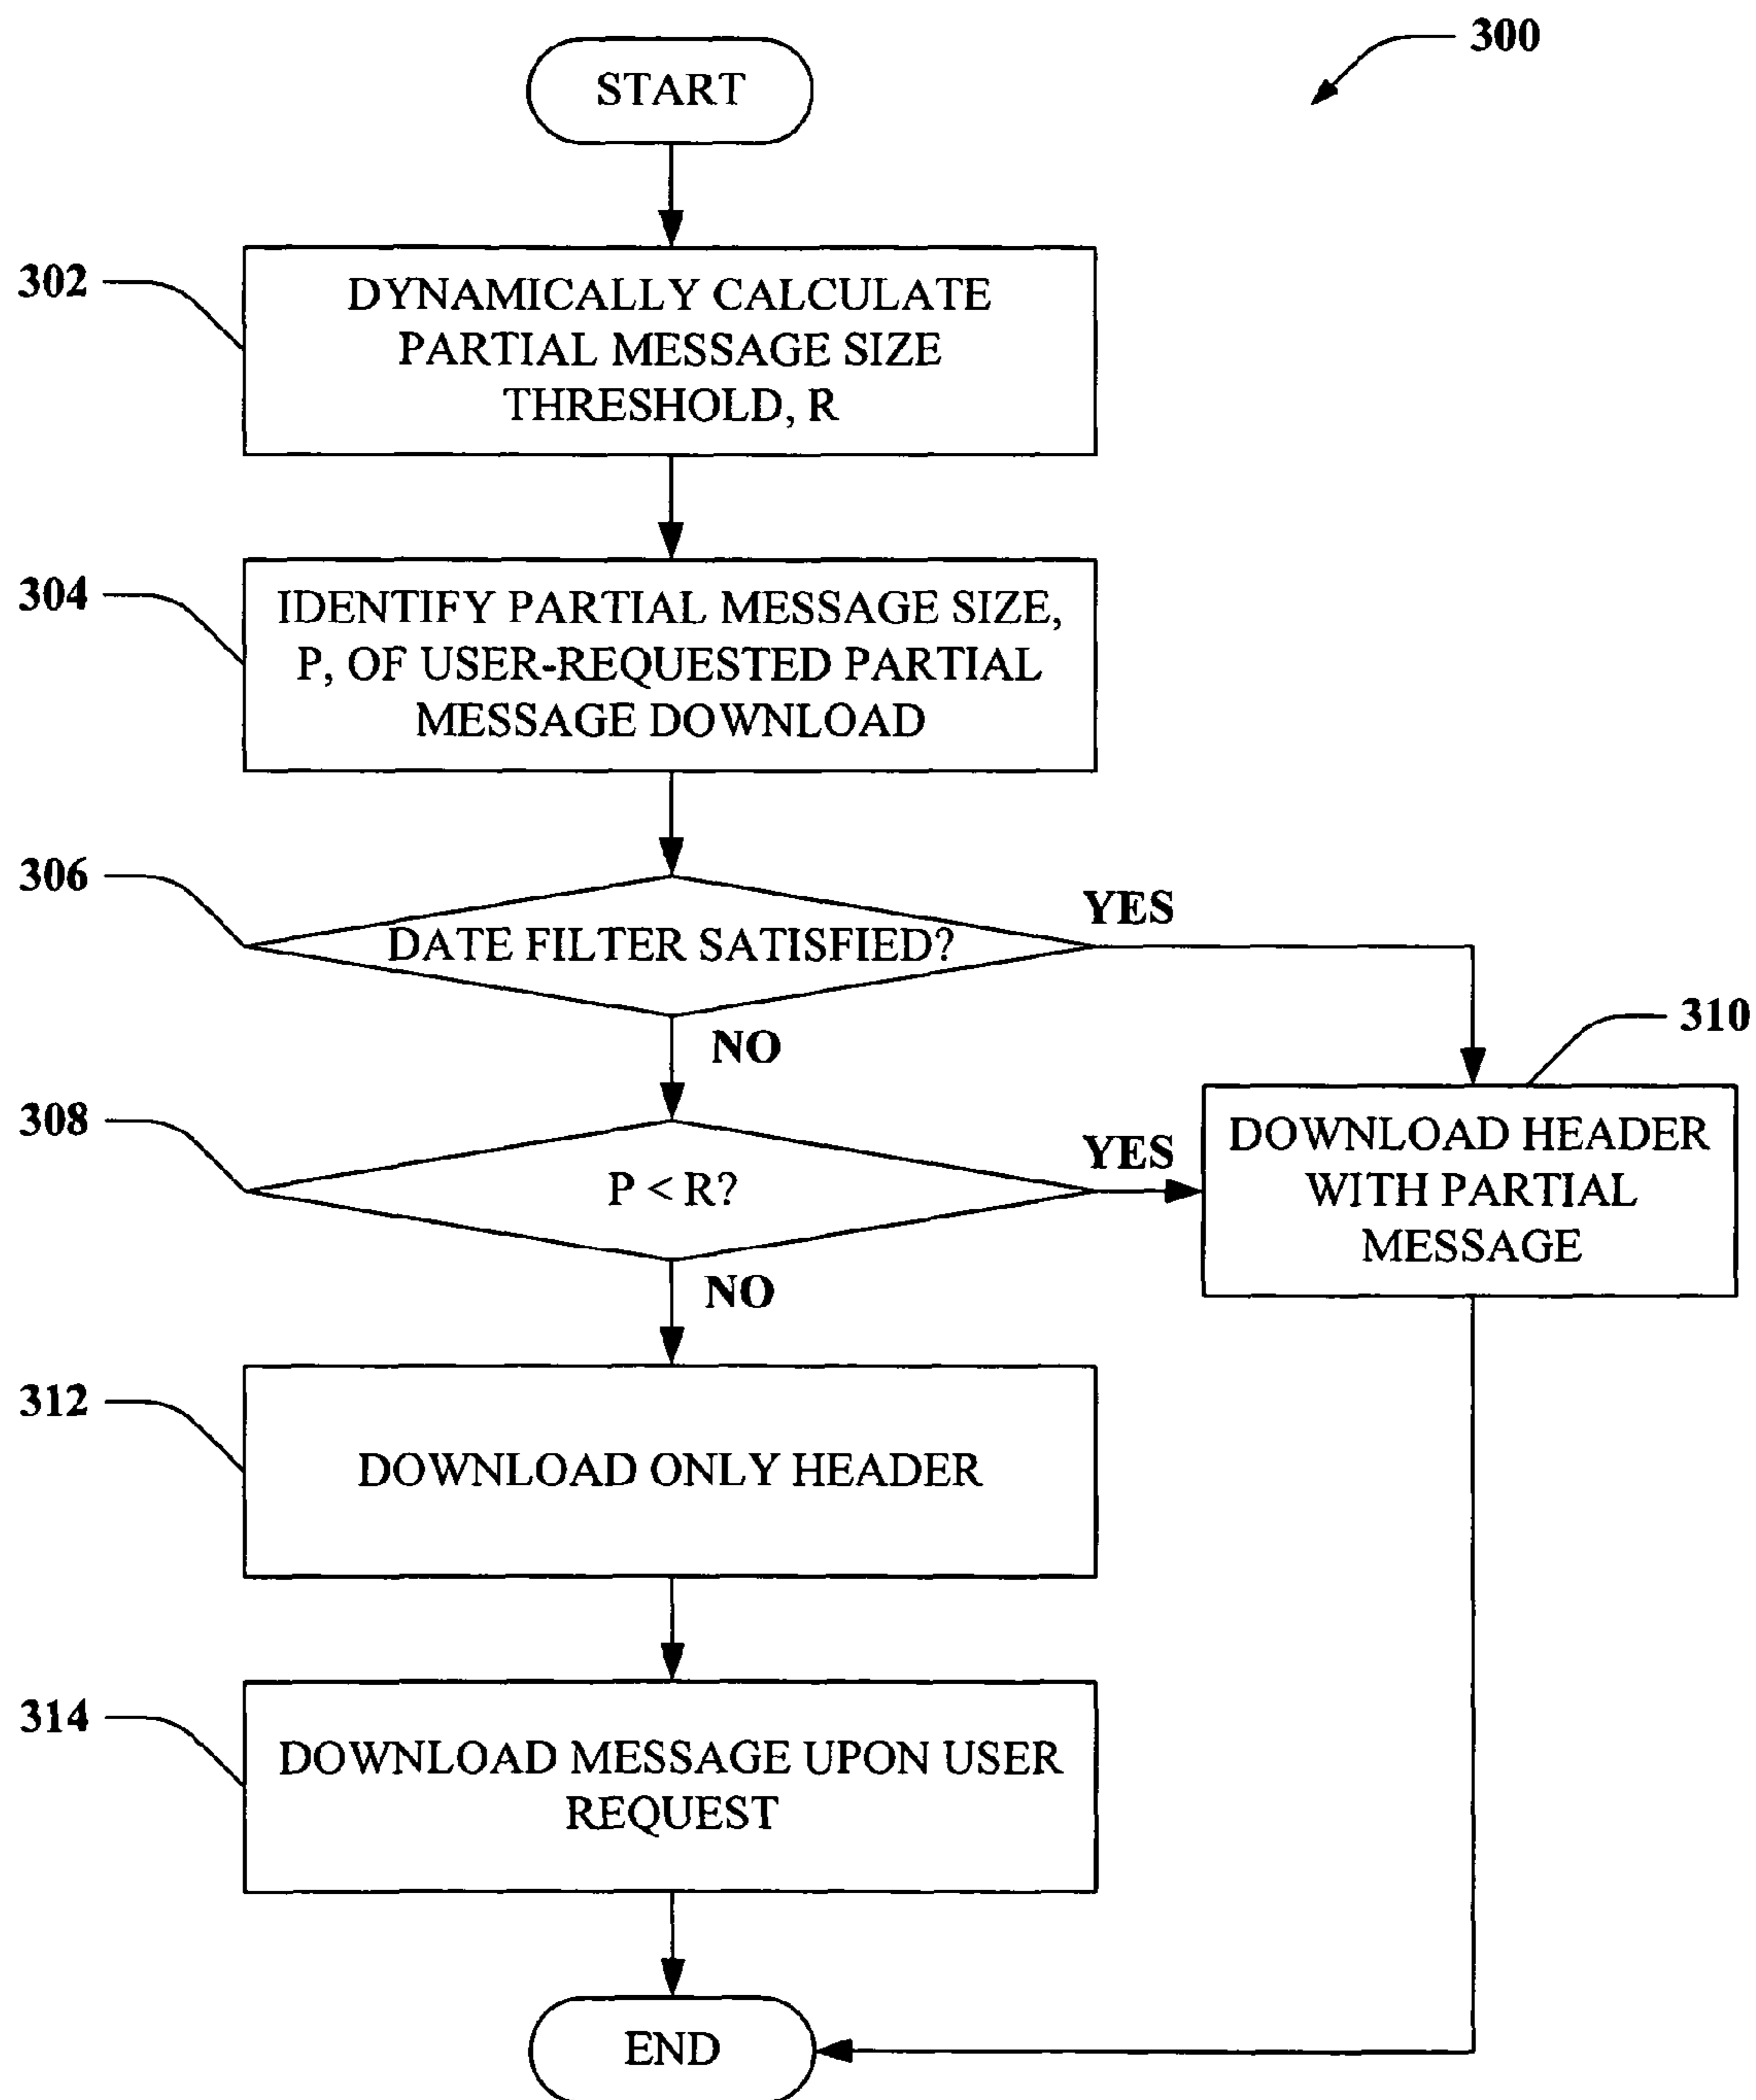 300
START
302
DYNAMICALLY CALCULATE
PARTIAL MESSAGE SIZE
THRESHOLD, R
304
IDENTIFY PARTIAL MESSAGE SIZE,
P, OF USER-REQUESTED PARTIAL
MESSAGE DOWNLOAD
306
DATE FILTER SATISFIED?
YES
NO
310
308
P < R?
YES
DOWNLOAD HEADER
WITH PARTIAL
MESSAGE
NO
312
DOWNLOAD ONLY HEADER
314
DOWNLOAD MESSAGE UPON USER
REQUEST
END